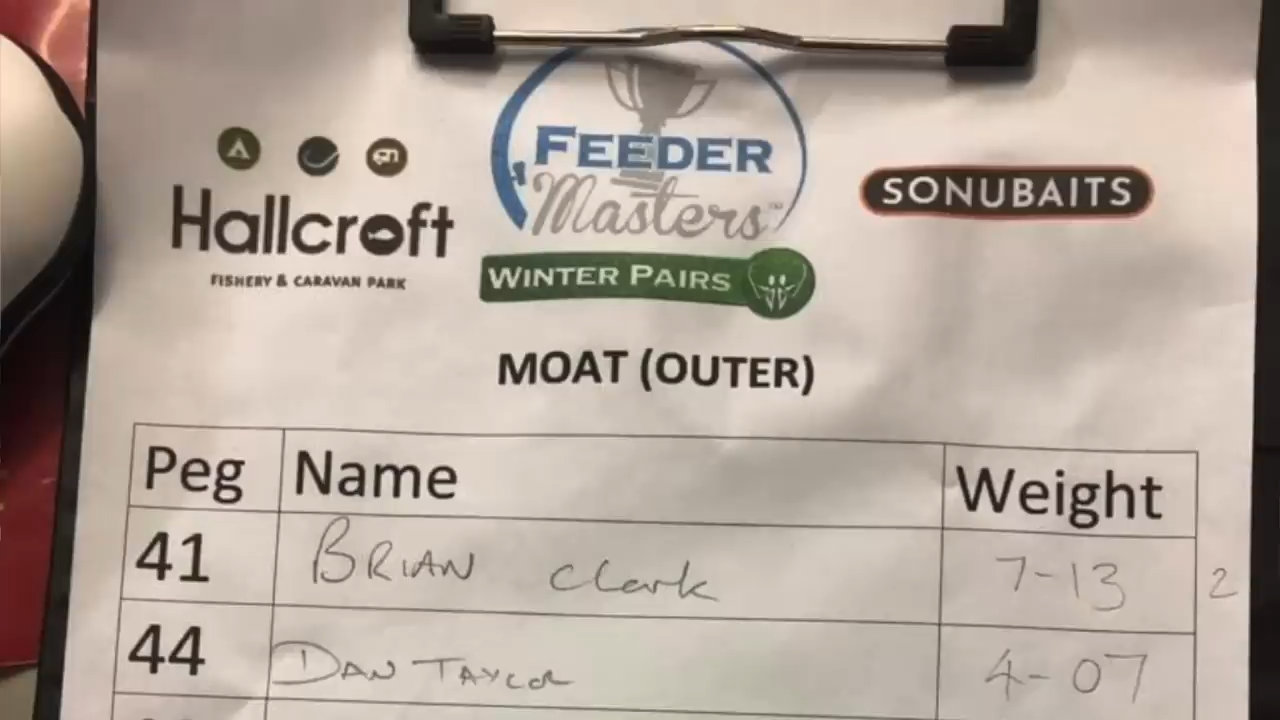 FEEDER
Masters™
Hallcroft
FISHERY & CARAVAN PARK
SONUBAITS
WINTER PAIRS
MOAT (OUTER)
Peg Name Weight
41 BRIAN Clark 7-13 2
44 DAN TAYLOR 4-07